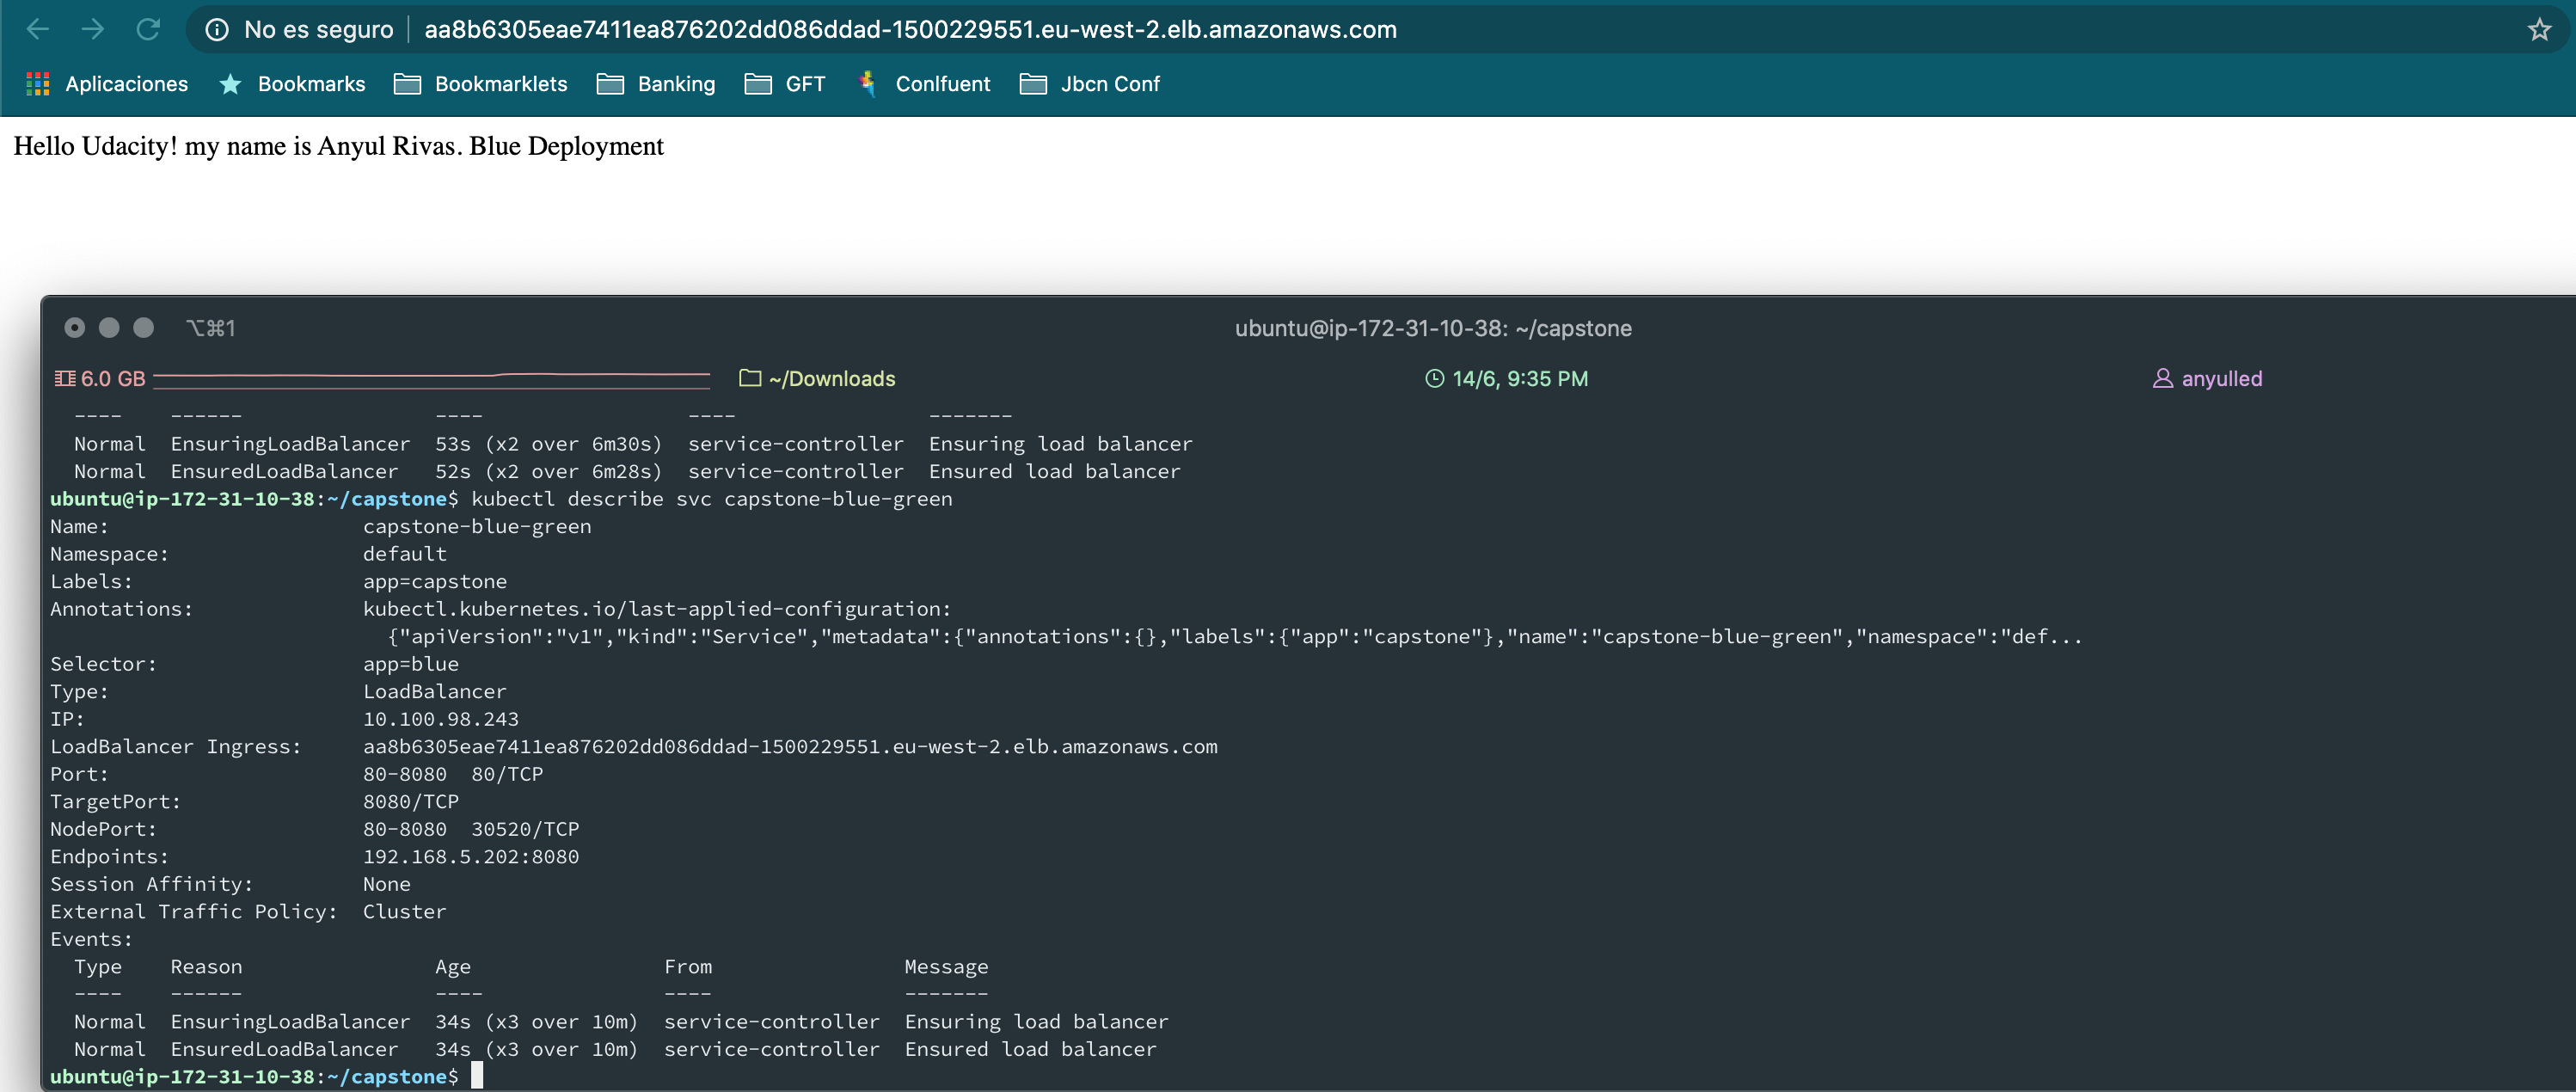 No es seguro | aa8b6305eae7411ea876202dd086ddad-1500229551.eu-west-2.elb.amazonaws.com
Aplicaciones Bookmarks Bookmarklets Banking GFT Conlfuent Jbcn Conf
Hello Udacity! my name is Anyul Rivas. Blue Deployment
⌥⌘1 ubuntu@ip-172-31-10-38: ~/capstone
6.0 GB ~/Downloads 14/6, 9:35 PM anyulled
---- ------ ---- ---- -------
Normal EnsuringLoadBalancer 53s (x2 over 6m30s) service-controller Ensuring load balancer
Normal EnsuredLoadBalancer 52s (x2 over 6m28s) service-controller Ensured load balancer
ubuntu@ip-172-31-10-38:~/capstone$ kubectl describe svc capstone-blue-green
Name: capstone-blue-green
Namespace: default
Labels: app=capstone
Annotations: kubectl.kubernetes.io/last-applied-configuration:
{"apiVersion":"v1","kind":"Service","metadata":{"annotations":{},"labels":{"app":"capstone"},"name":"capstone-blue-green","namespace":"def...
Selector: app=blue
Type: LoadBalancer
IP: 10.100.98.243
LoadBalancer Ingress: aa8b6305eae7411ea876202dd086ddad-1500229551.eu-west-2.elb.amazonaws.com
Port: 80-8080 80/TCP
TargetPort: 8080/TCP
NodePort: 80-8080 30520/TCP
Endpoints: 192.168.5.202:8080
Session Affinity: None
External Traffic Policy: Cluster
Events:
Type Reason Age From Message
---- ------ ---- ---- -------
Normal EnsuringLoadBalancer 34s (x3 over 10m) service-controller Ensuring load balancer
Normal EnsuredLoadBalancer 34s (x3 over 10m) service-controller Ensured load balancer
ubuntu@ip-172-31-10-38:~/capstone$